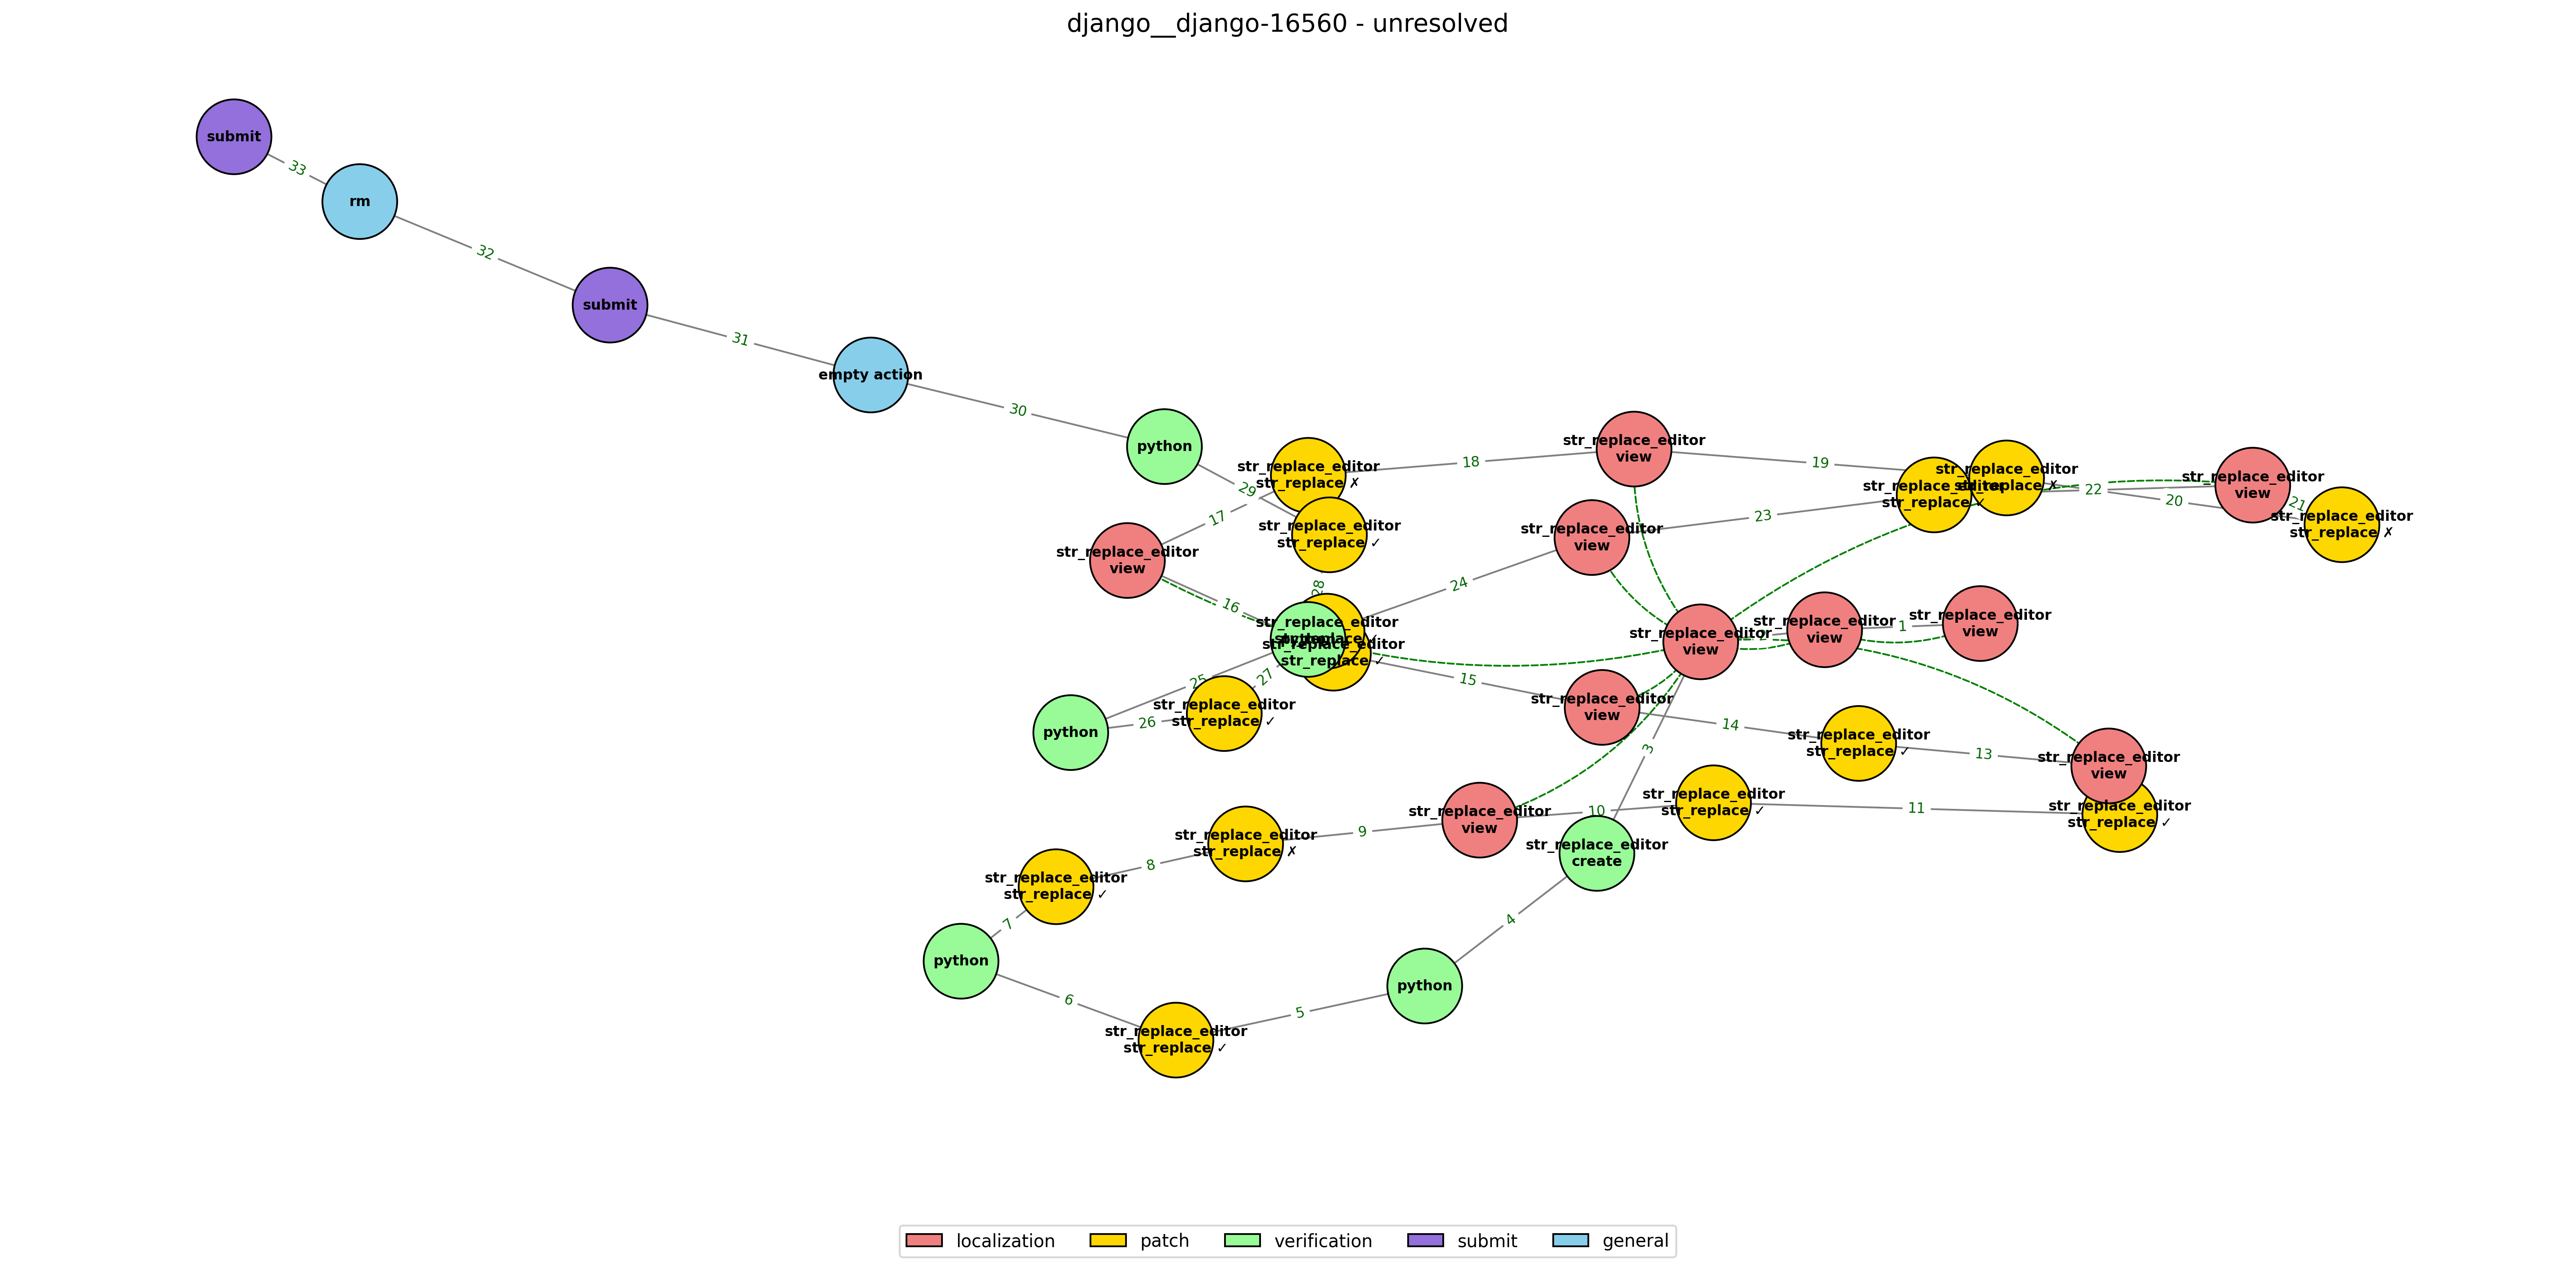 django__django-16560 - unresolved
submit
33
rm
32
submit
31
empty action
30
python
29
str_replace_editor
str_replace ✗
18
str_replace_editor
view
19
str_replace_editor
str_replace ✗
str_replace_editor
str_replace ✓
22
20
str_replace_editor
view
21
str_replace_editor
str_replace ✗
17
str_replace_editor
str_replace ✓
str_replace_editor
view
23
str_replace_editor
view
28
24
16
str_replace_editor
str_replace ✓
python
str_replace_editor
str_replace ✓
str_replace_editor
view
2
str_replace_editor
view
1
str_replace_editor
view
25
27
15
26
python
str_replace_editor
str_replace ✓
str_replace_editor
view
14
str_replace_editor
str_replace ✓
13
str_replace_editor
view
3
str_replace_editor
str_replace ✓
11
str_replace_editor
str_replace ✓
10
str_replace_editor
view
9
str_replace_editor
str_replace ✗
8
str_replace_editor
str_replace ✓
str_replace_editor
create
7
4
python
python
6
5
str_replace_editor
str_replace ✓
localization
patch
verification
submit
general